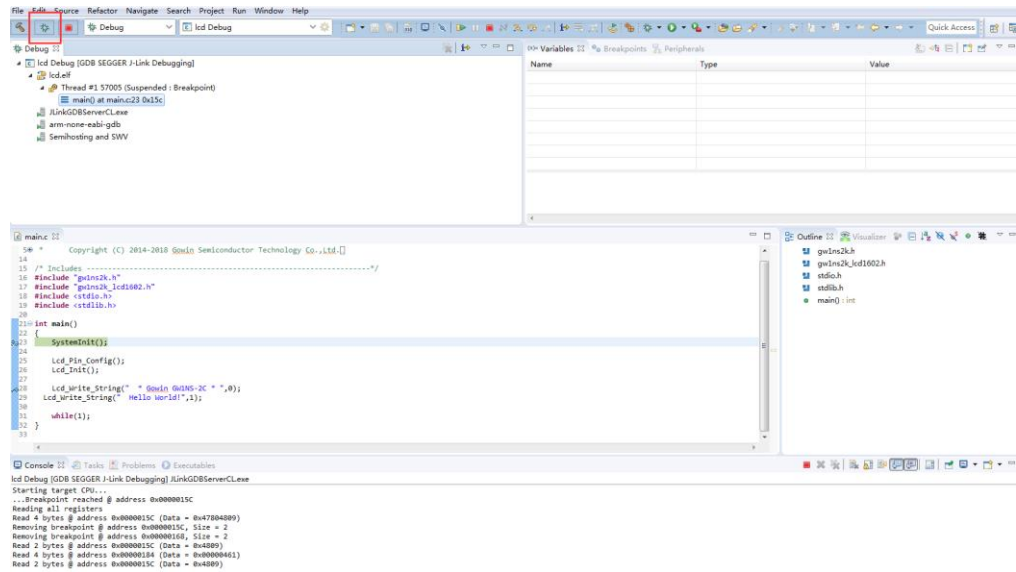 File Edit Source Refactor Navigate Search Project Run Window Help
Debug lcd Debug Quick Access
Debug
lcd Debug [GDB SEGGER J-Link Debugging]
lcd.elf
Thread #1 57005 (Suspended : Breakpoint)
main() at main.c:23 0x15c
JLinkGDBServerCL.exe
arm-none-eabi-gdb
Semihosting and SWV
(x)= Variables Breakpoints Peripherals
Name Type Value
main.c
5 * Copyright (C) 2014-2018 Gowin Semiconductor Technology Co.,Ltd.
14
15 /* Includes ------------------------------------------------------------------*/
16 #include "gw1ns2k.h"
17 #include "gw1ns2k_lcd1602.h"
18 #include <stdio.h>
19 #include <stdlib.h>
20
21 int main()
22 {
23 SystemInit();
24
25 Lcd_Pin_Config();
26 Lcd_Init();
27
28 Lcd_Write_String("  * Gowin GW1NS-2C * ",0);
29 Lcd_Write_String("  Hello World!",1);
30
31 while(1);
32 }
33
Outline Visualizer
gw1ns2k.h
gw1ns2k_lcd1602.h
stdio.h
stdlib.h
main() : int
Console Tasks Problems Executables
lcd Debug [GDB SEGGER J-Link Debugging] JLinkGDBServerCL.exe
Starting target CPU...
...Breakpoint reached @ address 0x0000015C
Reading all registers
Read 4 bytes @ address 0x0000015C (Data = 0x47804809)
Removing breakpoint @ address 0x0000015C, Size = 2
Removing breakpoint @ address 0x00000168, Size = 2
Read 2 bytes @ address 0x0000015C (Data = 0x4809)
Read 4 bytes @ address 0x00000184 (Data = 0x00000461)
Read 2 bytes @ address 0x0000015C (Data = 0x4809)